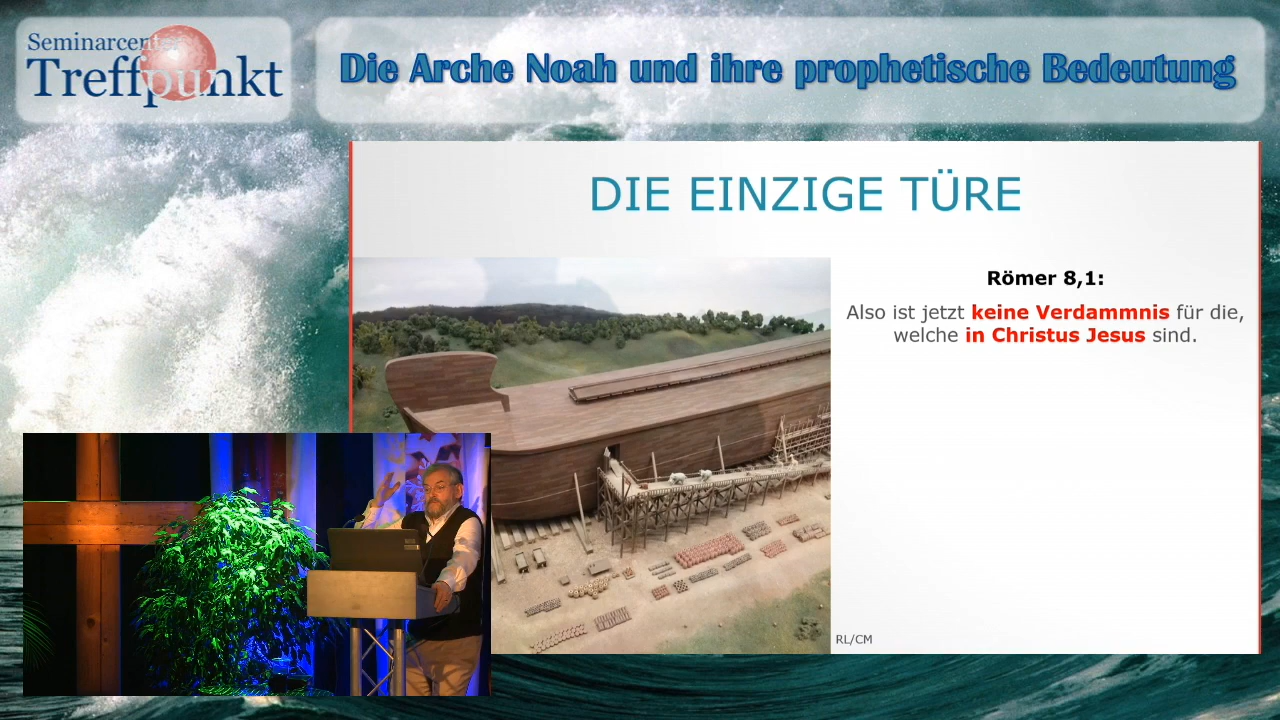 Seminarcenter
Treffpunkt
Die Arche Noah und ihre prophetische Bedeutung
DIE EINZIGE TÜRE
Römer 8,1:
Also ist jetzt keine Verdammnis für die,
welche in Christus Jesus sind.
RL/CM